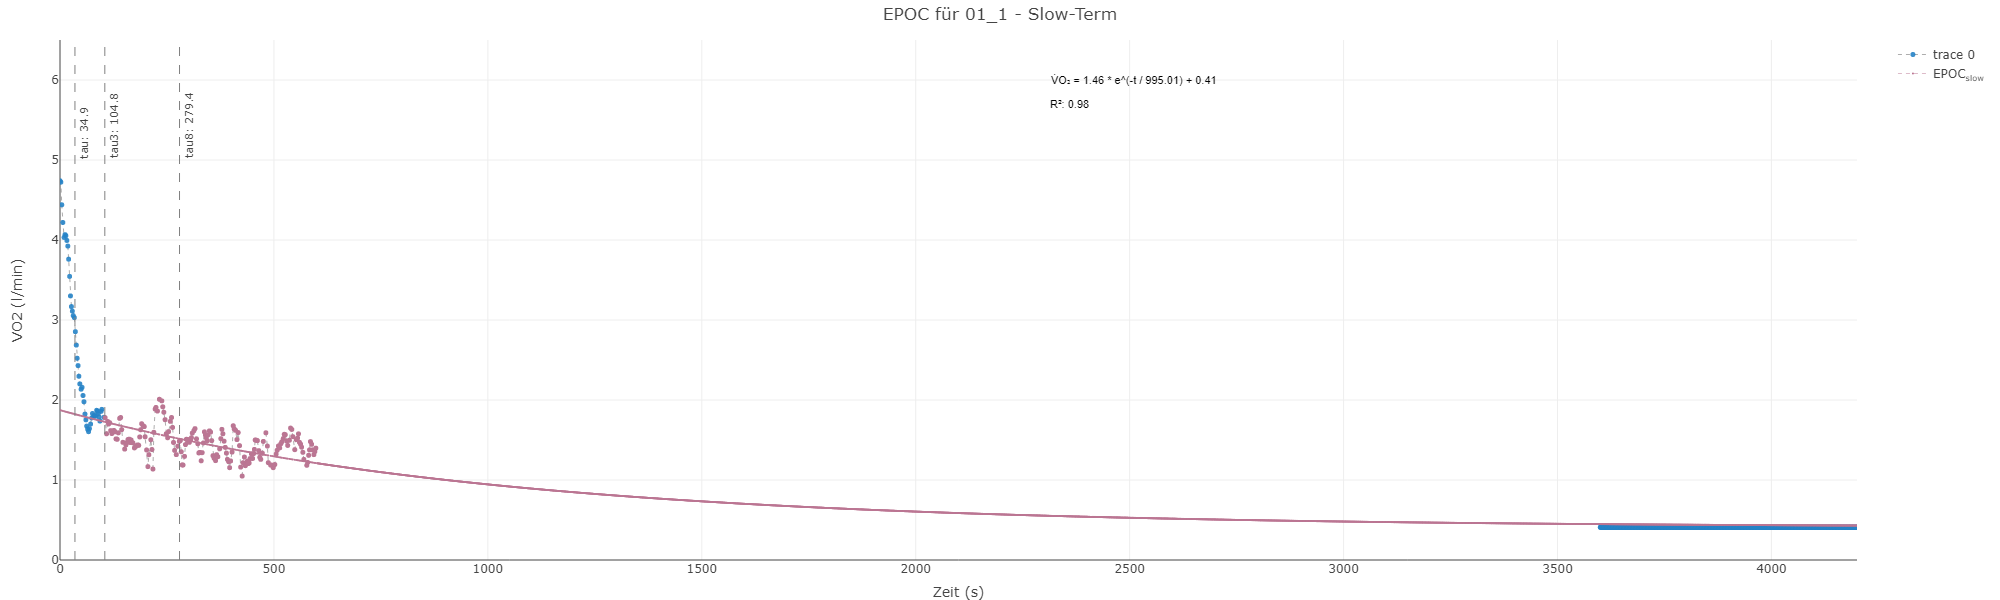 EPOC für 01_1 - Slow-Term
trace 0
EPOCslow
V̇O₂ = 1.46 * e^(-t / 995.01) + 0.41
R²: 0.98
tau: 34.9
tau3: 104.8
tau8: 279.4
VO2 (l/min)
6
5
4
3
2
1
0
0 500 1000 1500 2000 2500 3000 3500 4000
Zeit (s)